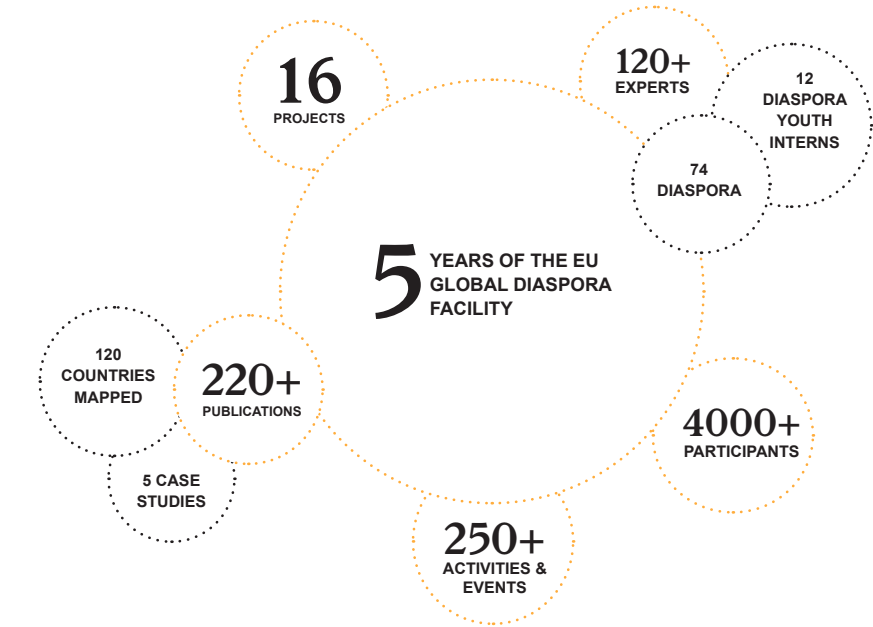 16
PROJECTS
120+
EXPERTS
12
DIASPORA
YOUTH
INTERNS
74
DIASPORA
5
YEARS OF THE EU
GLOBAL DIASPORA
FACILITY
120
COUNTRIES
MAPPED
220+
PUBLICATIONS
5 CASE
STUDIES
4000+
PARTICIPANTS
250+
ACTIVITIES &
EVENTS